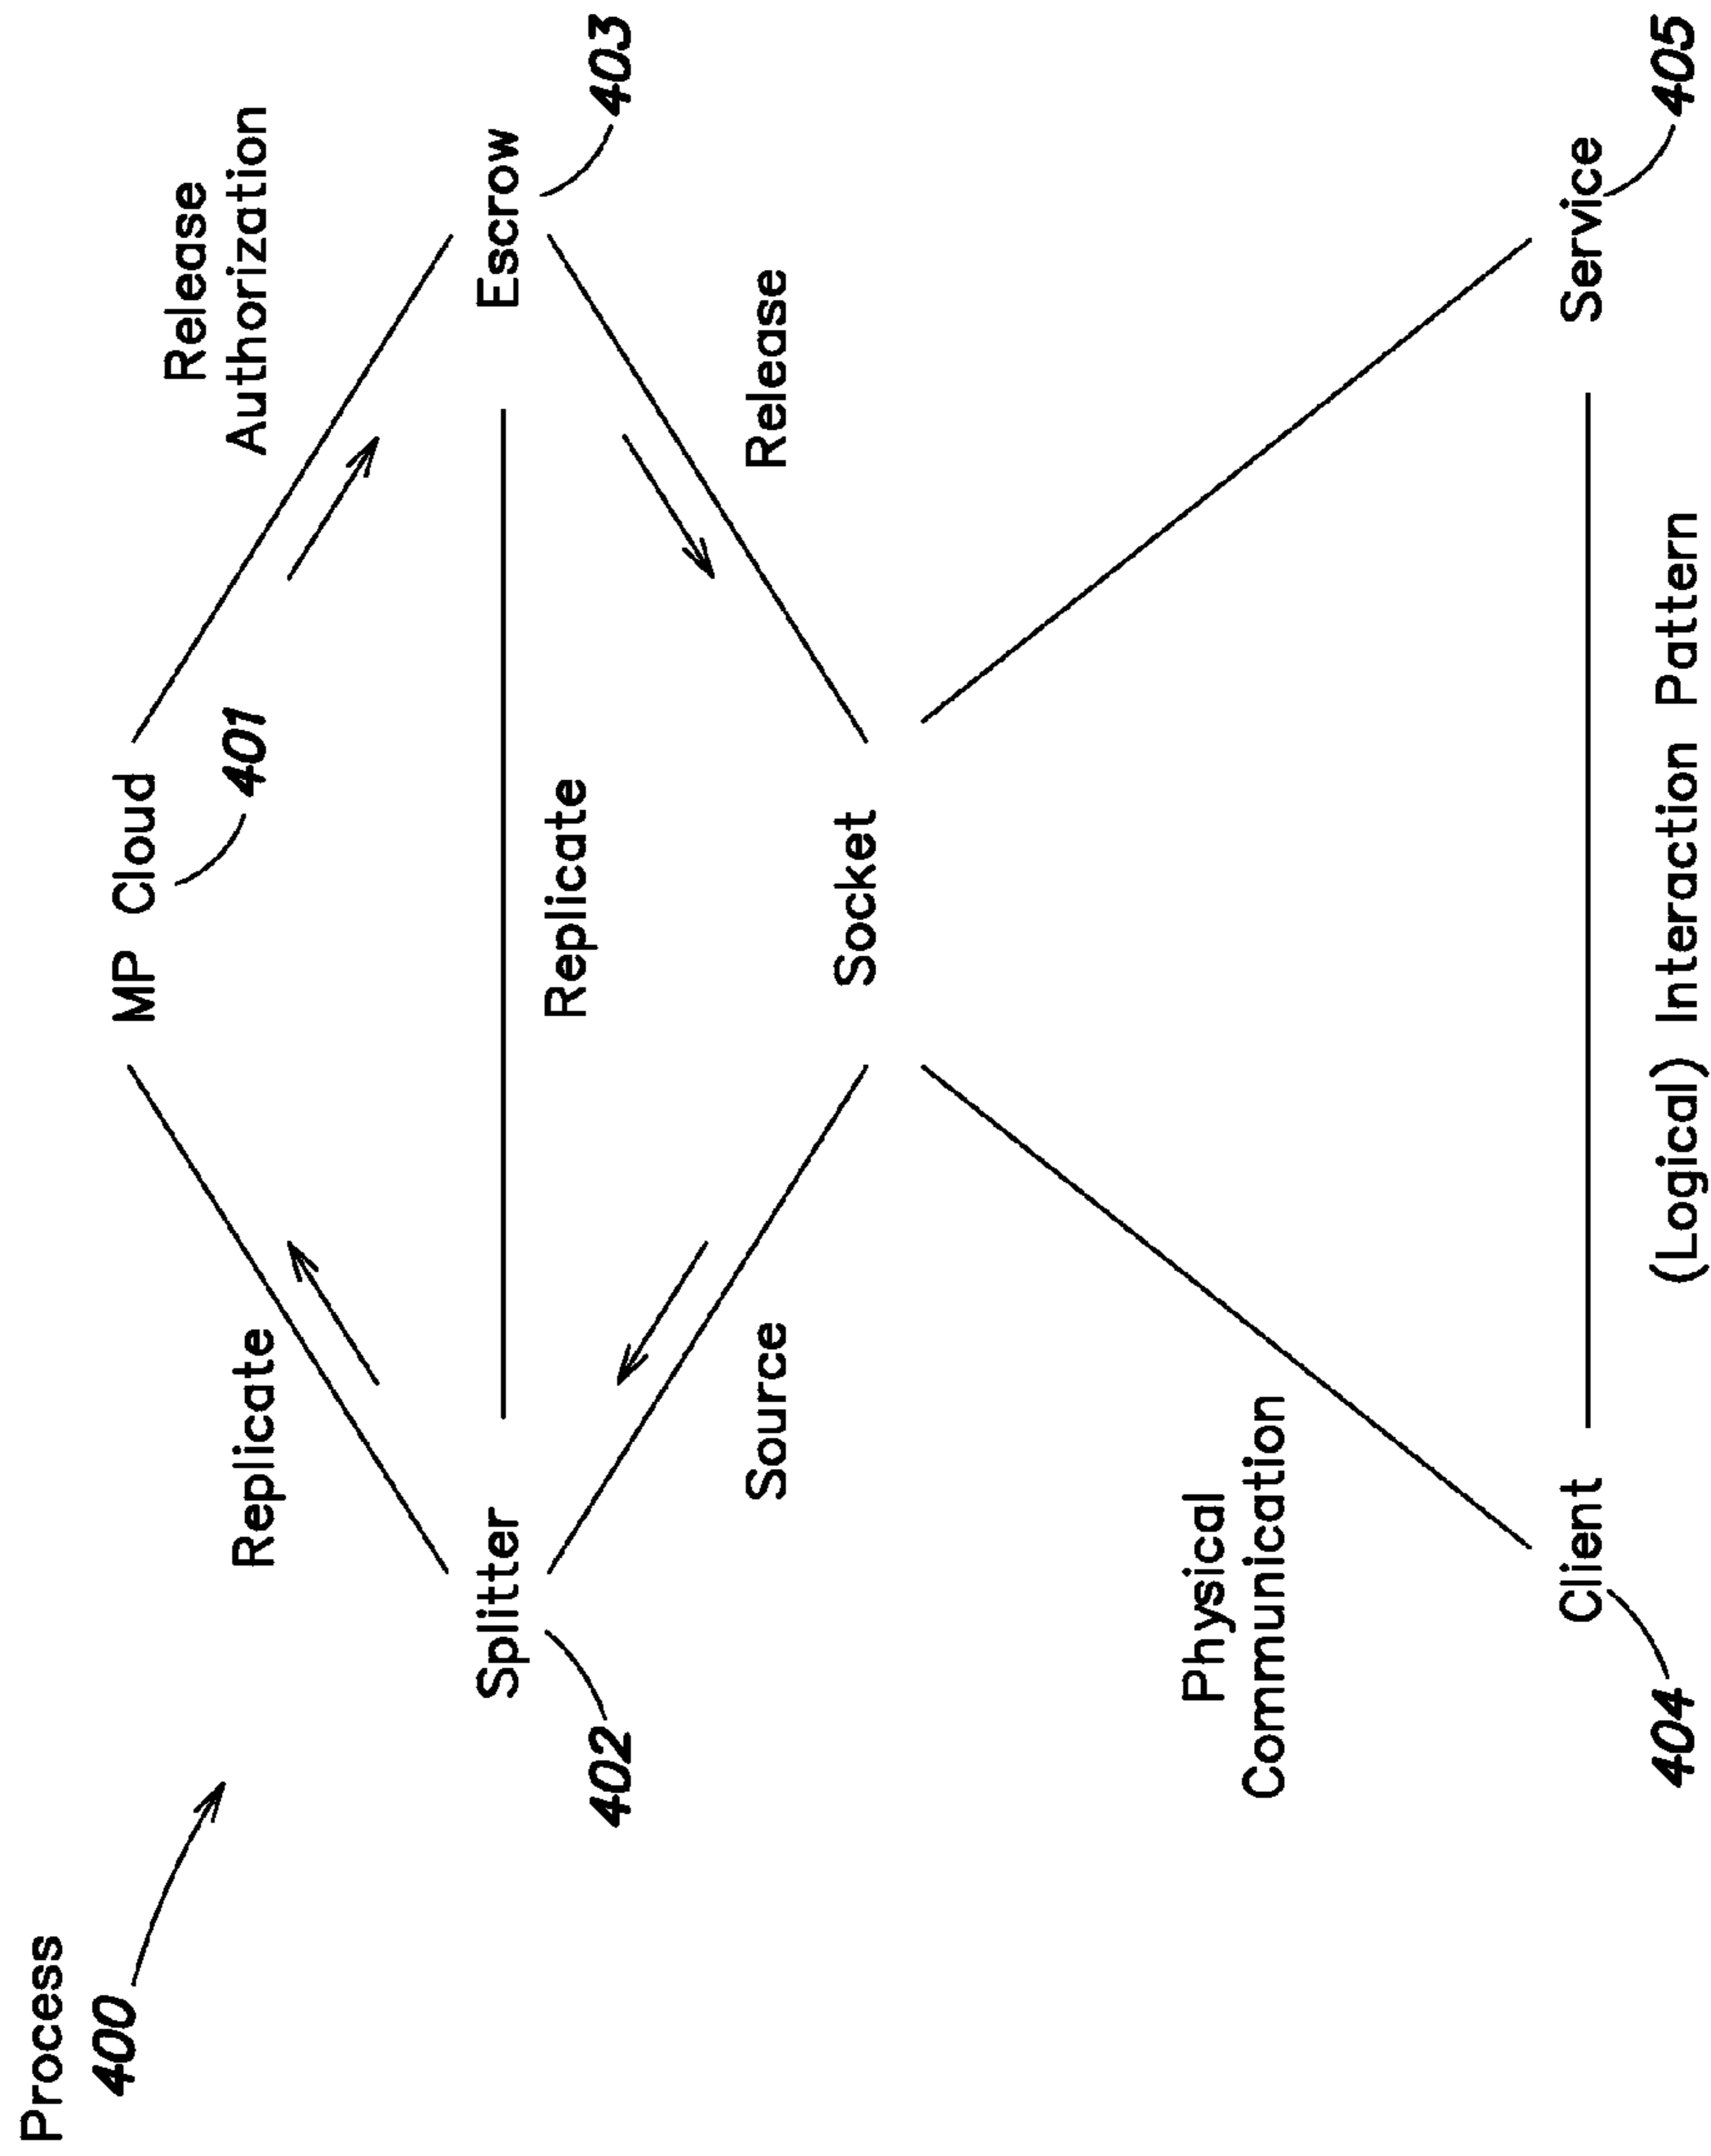 Process
400
MP Cloud
401
Release
Authorization
Replicate
Splitter
402
Replicate
Escrow
403
Source
Release
Socket
Physical
Communication
Client
404
Service
405
(Logical) Interaction Pattern